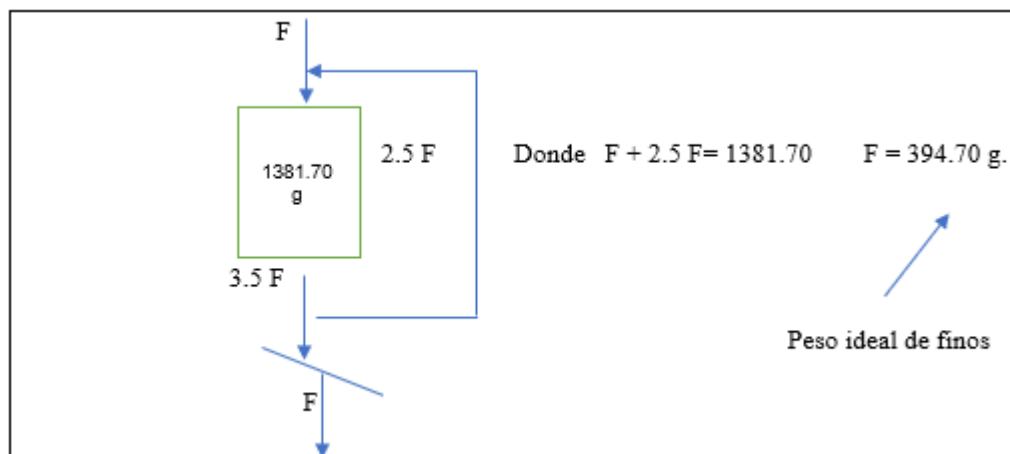 F
2.5 F
Donde F + 2.5 F= 1381.70 F = 394.70 g.
1381.70
g
3.5 F
Peso ideal de finos
F